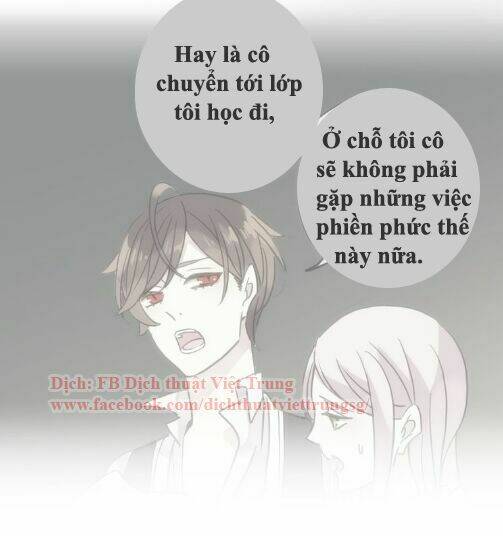 Hay là cô
chuyển tới lớp
tôi học đi,
Ở chỗ tôi cô
sẽ không phải
gặp những việc
phiền phức thế
này nữa.
Dịch: FB Dịch thuật Việt Trung
www.facebook.com/dichthuatviettrungsg/